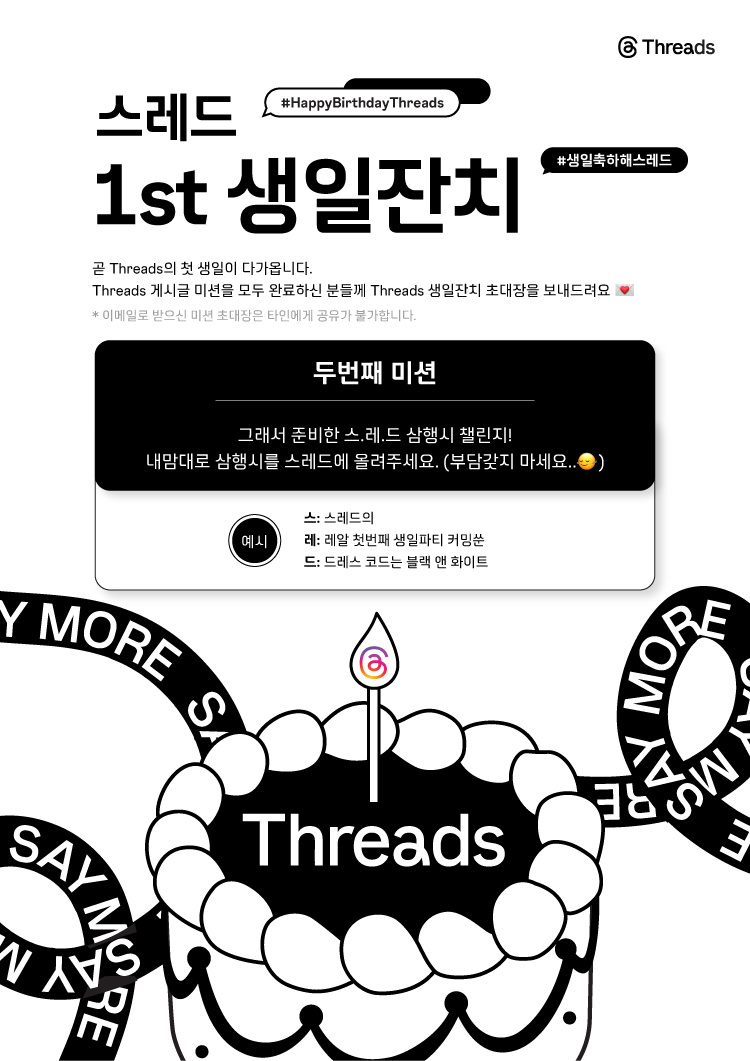 Threads
#HappyBirthdayThreads
스레드
#생일축하해스레드
1st 생일잔치
곧 Threads의 첫 생일이 다가옵니다.
Threads 게시글 미션을 모두 완료하신 분들께 Threads 생일잔치 초대장을 보내드려요 💌
* 이메일로 받으신 미션 초대장은 타인에게 공유가 불가합니다.
두번째 미션
그래서 준비한 스.레.드 삼행시 챌린지!
내맘대로 삼행시를 스레드에 올려주세요. (부담갖지 마세요..😌)
예시
스: 스레드의
레: 레알 첫번째 생일파티 커밍쑨
드: 드레스 코드는 블랙 앤 화이트
Y MORE SA
SAY MORE
SAY M
RE
E
Threads
SAY M
SAY M
RE